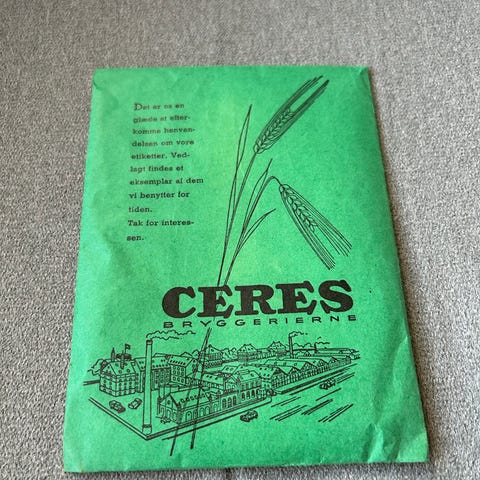 Det er os en
glæde at efter-
komme henven-
delsen om vore
etiketter. Ved-
lagt findes et
eksemplar af dem
vi benytter for
tiden.
Tak for interes-
sen.
CERES
BRYGGERIERNE